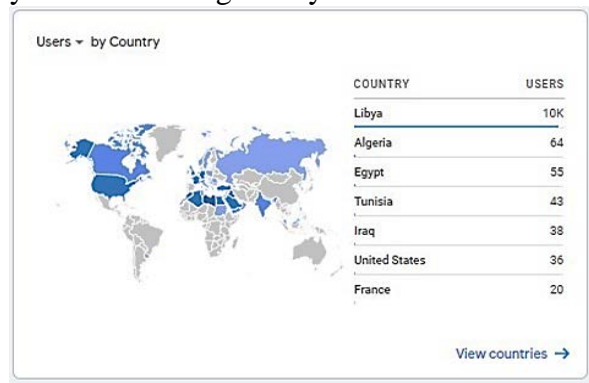 Users by Country
COUNTRY USERS
Libya 10K
Algeria 64
Egypt 55
Tunisia 43
Iraq 38
United States 36
France 20
View countries →